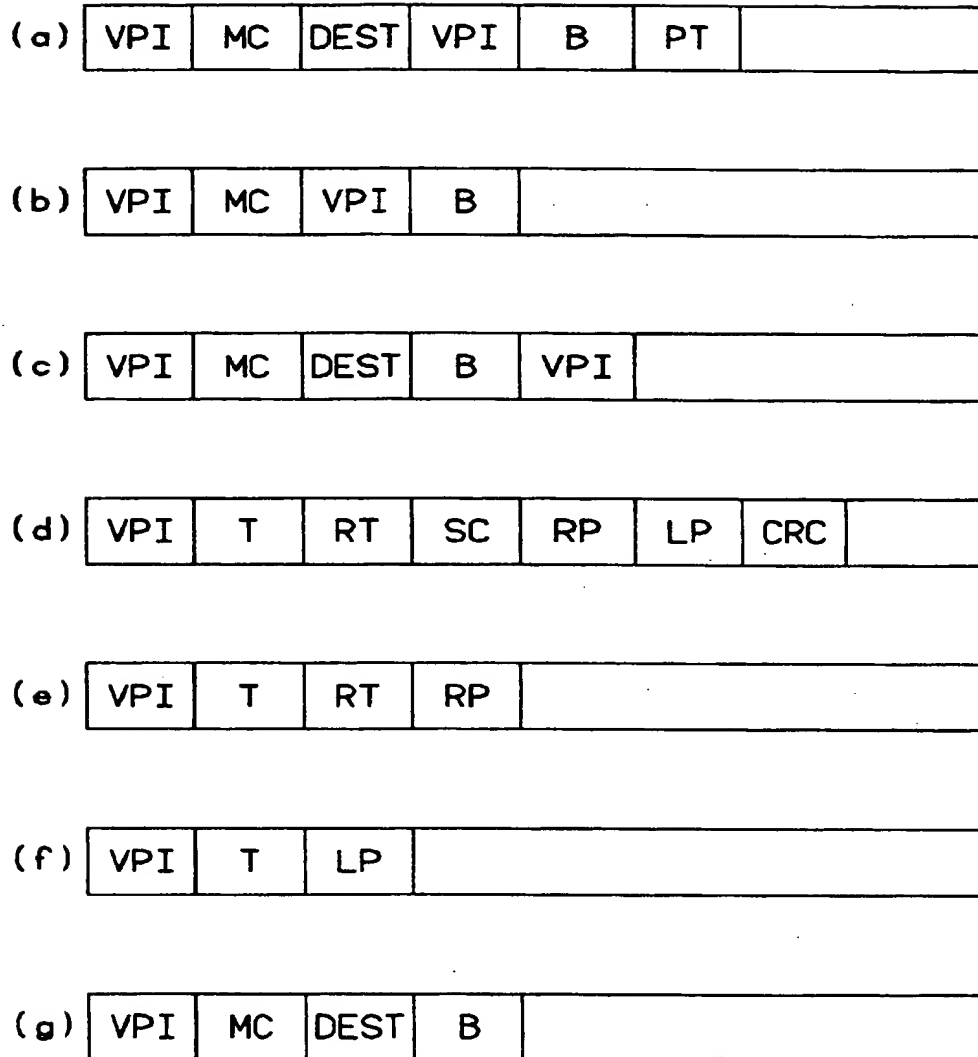 (a) VPI MC DEST VPI B PT
(b) VPI MC VPI B
(c) VPI MC DEST B VPI
(d) VPI T RT SC RP LP CRC
(e) VPI T RT RP
(f) VPI T LP
(g) VPI MC DEST B